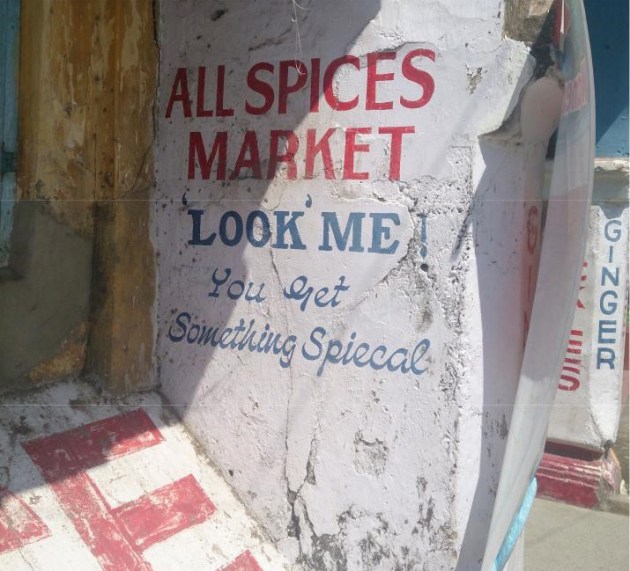 ALL SPICES
MARKET
'LOOK' ME !
You Get
Something Spiecal
GINGER